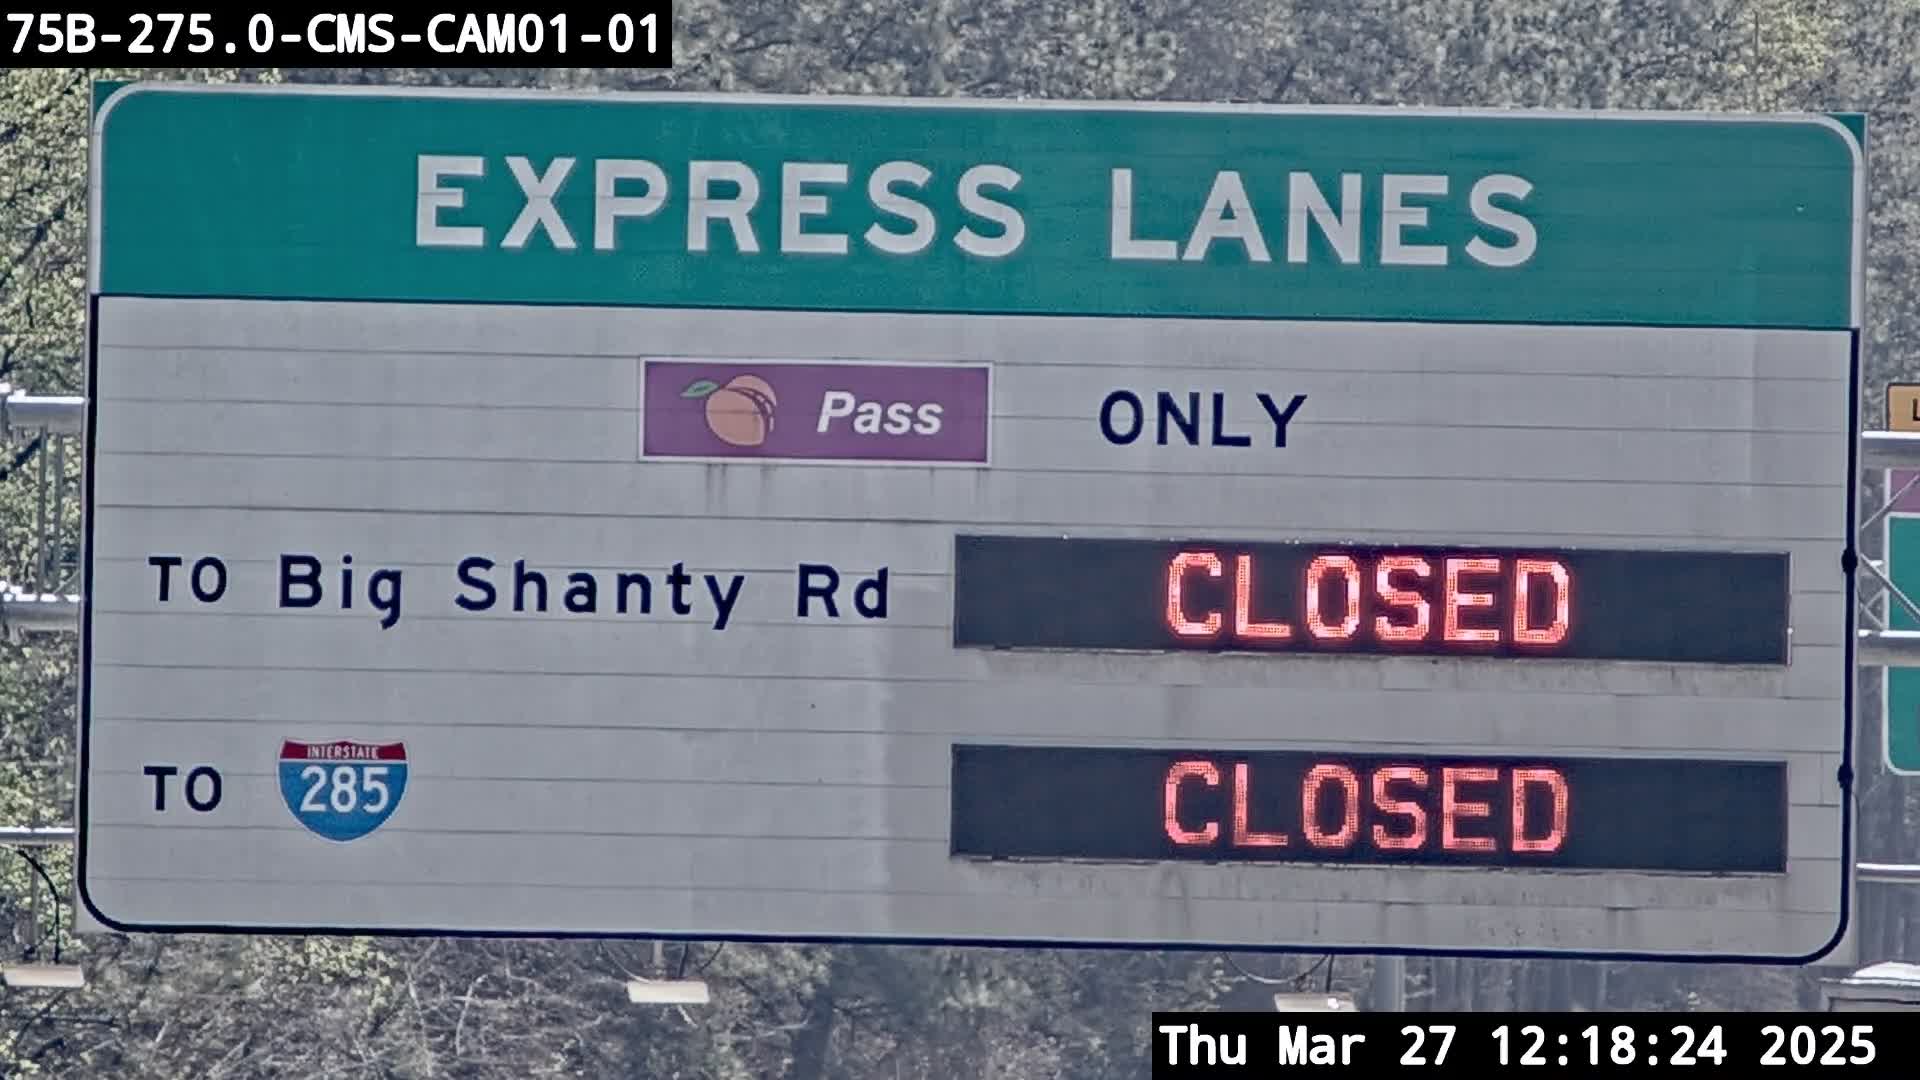 75B-275.0-CMS-CAM01-01
EXPRESS LANES
Pass ONLY
TO Big Shanty Rd CLOSED
TO INTERSTATE 285 CLOSED
Thu Mar 27 12:18:24 2025